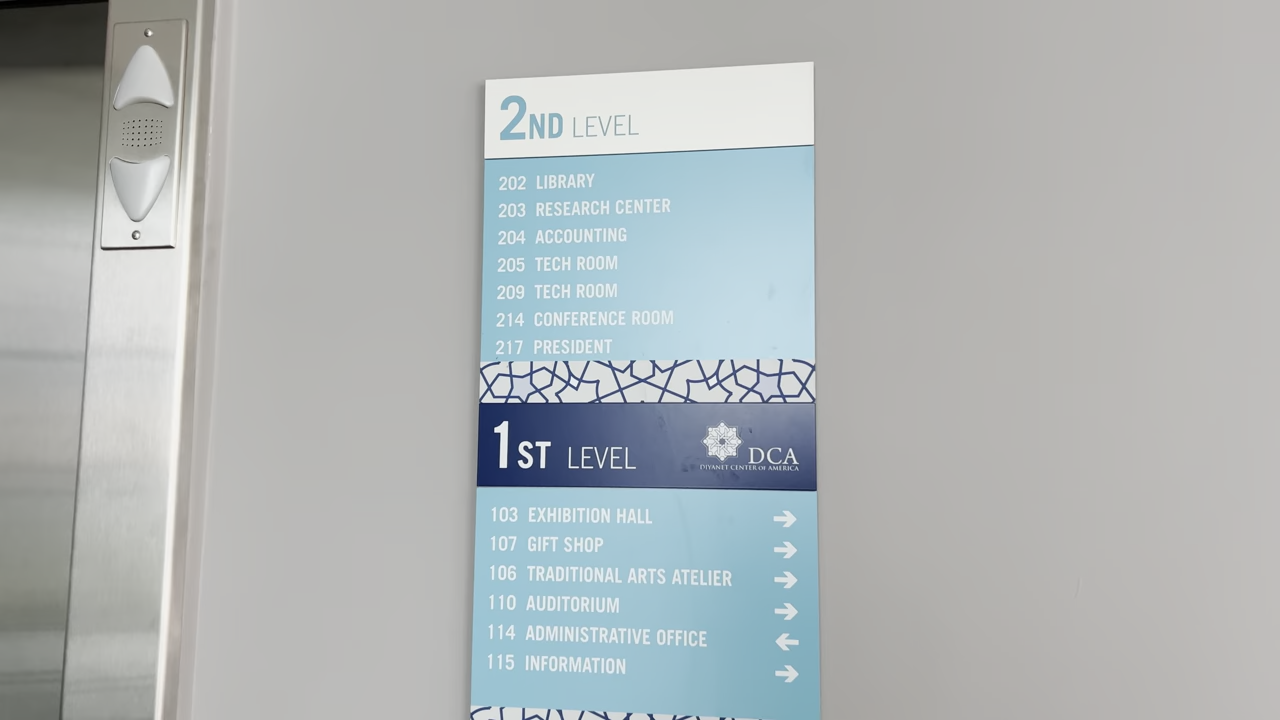 2ND LEVEL
202 LIBRARY
203 RESEARCH CENTER
204 ACCOUNTING
205 TECH ROOM
209 TECH ROOM
214 CONFERENCE ROOM
217 PRESIDENT
1ST LEVEL
DCA
DIYANET CENTER OF AMERICA
103 EXHIBITION HALL →
107 GIFT SHOP →
106 TRADITIONAL ARTS ATELIER →
110 AUDITORIUM →
114 ADMINISTRATIVE OFFICE ←
115 INFORMATION →